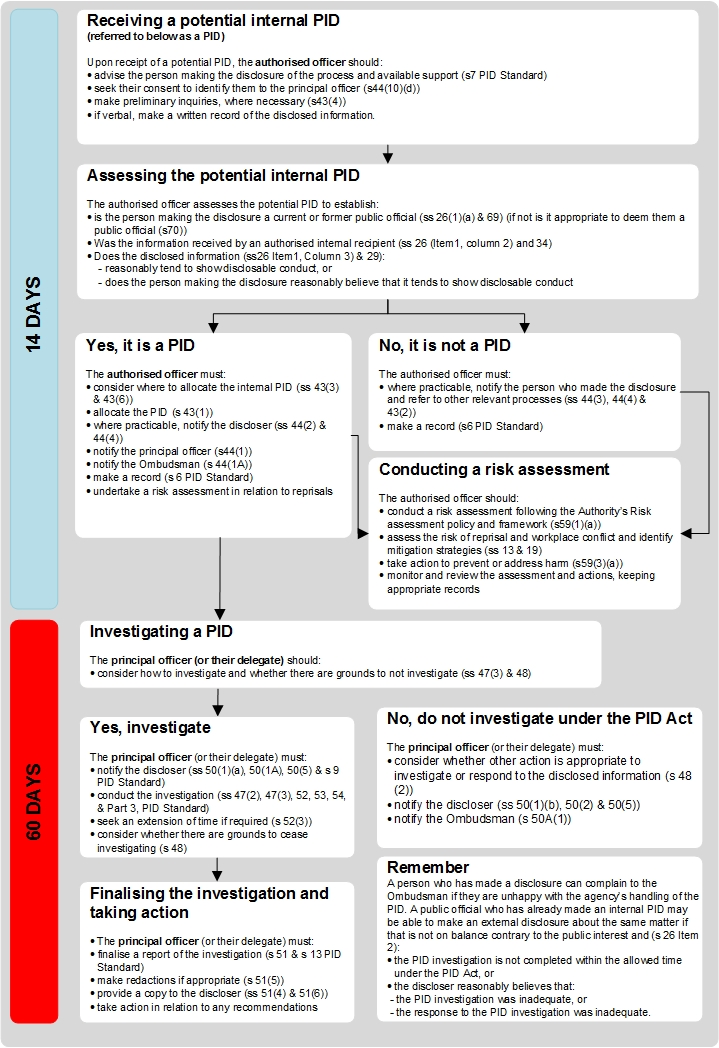 Receiving a potential internal PID
(referred to below as a PID)
Upon receipt of a potential PID, the authorised officer should:
• advise the person making the disclosure of the process and available support (s7 PID Standard)
• seek their consent to identify them to the principal officer (s44(10)(d))
• make preliminary inquiries, where necessary (s43(4))
• if verbal, make a written record of the disclosed information.
14 DAYS
Assessing the potential internal PID
The authorised officer assesses the potential PID to establish:
• is the person making the disclosure a current or former public official (ss 26(1)(a) & 69) (if not is it appropriate to deem them a
public official (s70))
• Was the information received by an authorised internal recipient (ss 26 (Item1, column 2) and 34)
• Does the disclosed information (ss26 Item1, Column 3) & 29):
- reasonably tend to show disclosable conduct, or
- does the person making the disclosure reasonably believe that it tends to show disclosable conduct
Yes, it is a PID
The authorised officer must:
• consider where to allocate the internal PID (ss 43(3)
& 43(6))
• allocate the PID (s 43(1))
• where practicable, notify the discloser (ss 44(2) &
44(4))
• notify the principal officer (s44(1))
• notify the Ombudsman (s 44(1A))
• make a record (s 6 PID Standard)
• undertake a risk assessment in relation to reprisals
No, it is not a PID
The authorised officer must:
• where practicable, notify the person who made the disclosure
and refer to other relevant processes (ss 44(3), 44(4) &
43(2))
• make a record (s6 PID Standard)
Conducting a risk assessment
The authorised officer should:
• conduct a risk assessment following the Authority's Risk
assessment policy and framework (s59(1)(a))
• assess the risk of reprisal and workplace conflict and identify
mitigation strategies (ss 13 & 19)
• take action to prevent or address harm (s59(3)(a))
• monitor and review the assessment and actions, keeping
appropriate records
60 DAYS
Investigating a PID
The principal officer (or their delegate) should:
• consider how to investigate and whether there are grounds to not investigate (ss 47(3) & 48)
Yes, investigate
The principal officer (or their delegate) must:
• notify the discloser (ss 50(1)(a), 50(1A), 50(5) & s 9
PID Standard)
• conduct the investigation (ss 47(2), 47(3), 52, 53, 54,
& Part 3, PID Standard)
• seek an extension of time if required (s 52(3))
• consider whether there are grounds to cease
investigating (s 48)
No, do not investigate under the PID Act
The principal officer (or their delegate) must:
• consider whether other action is appropriate to
investigate or respond to the disclosed information (s 48
(2))
• notify the discloser (ss 50(1)(b), 50(2) & 50(5))
• notify the Ombudsman (s 50A(1))
Finalising the investigation and
taking action
• The principal officer (or their delegate) must:
• finalise a report of the investigation (s 51 & s 13 PID
Standard)
• make redactions if appropriate (s 51(5))
• provide a copy to the discloser (ss 51(4) & 51(6))
• take action in relation to any recommendations
Remember
A person who has made a disclosure can complain to the
Ombudsman if they are unhappy with the agency's handling of the
PID. A public official who has already made an internal PID may
be able to make an external disclosure about the same matter if
that is not on balance contrary to the public interest and (s 26 Item
2):
• the PID investigation is not completed within the allowed time
under the PID Act, or
• the discloser reasonably believes that:
- the PID investigation was inadequate, or
- the response to the PID investigation was inadequate.